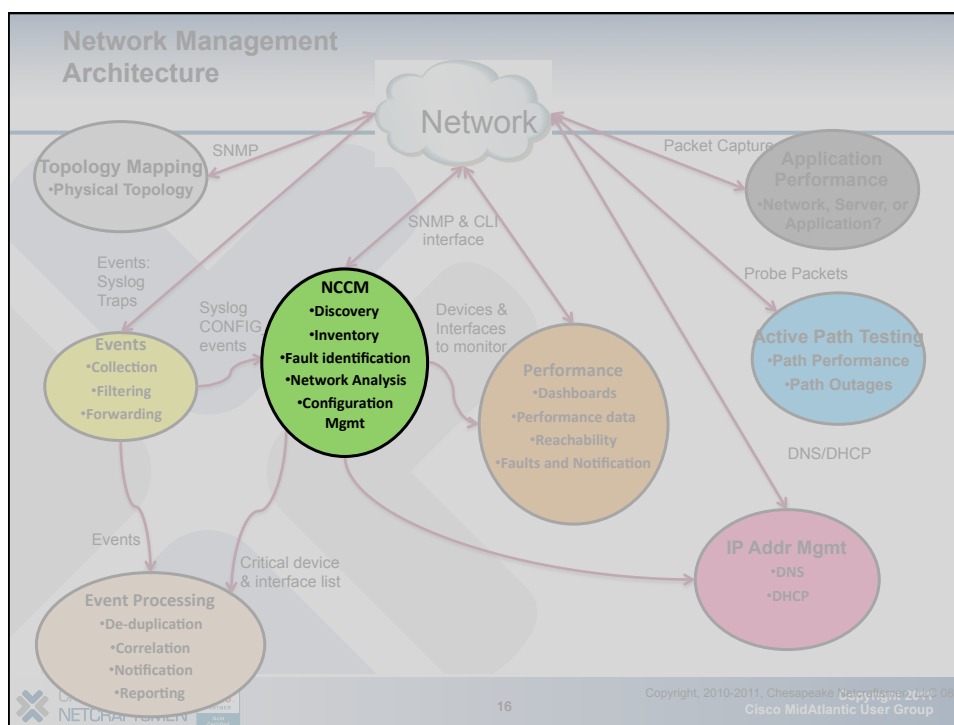 Network Management
Architecture
Network
SNMP
Topology Mapping
•Physical Topology
Packet Capture
Application
Performance
•Network, Server, or
Application?
SNMP & CLI
interface
Events:
Syslog
Traps
Syslog
CONFIG
events
NCCM
•Discovery
•Inventory
•Fault identification
•Network Analysis
•Configuration
Mgmt
Devices &
Interfaces
to monitor
Probe Packets
Active Path Testing
•Path Performance
•Path Outages
Events
•Collection
•Filtering
•Forwarding
Performance
•Dashboards
•Performance data
•Reachability
•Faults and Notification
DNS/DHCP
Events
Critical device
& interface list
IP Addr Mgmt
•DNS
•DHCP
Event Processing
•De-duplication
•Correlation
•Notification
•Reporting
NETCRAFTSMEN
16
Copyright, 2010-2011, Chesapeake
Cisco MidAtlantic User Group